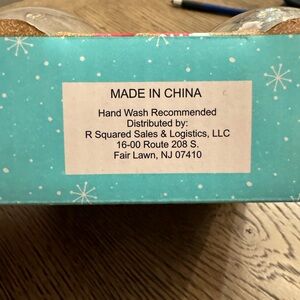 MADE IN CHINA
Hand Wash Recommended
Distributed by:
R Squared Sales & Logistics, LLC
16-00 Route 208 S.
Fair Lawn, NJ 07410